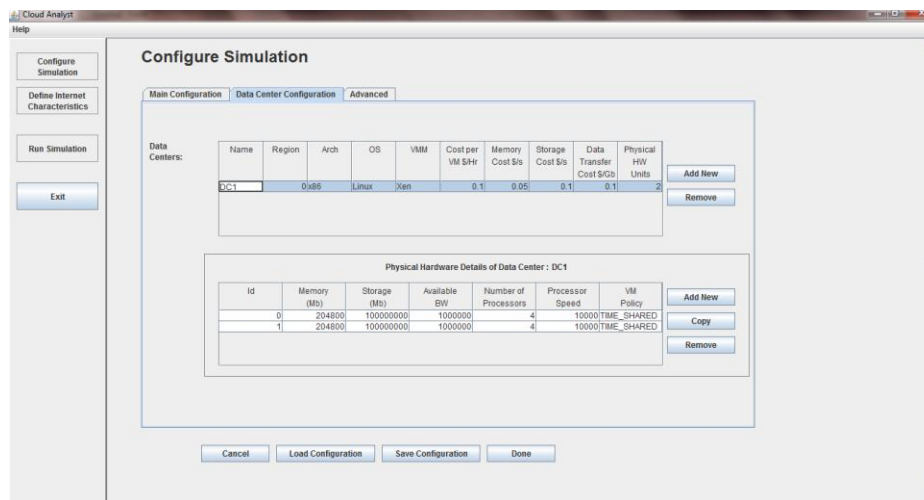 Cloud Analyst
Help
Configure Simulation
Configure
Simulation
Define Internet
Characteristics
Run Simulation
Exit
Main Configuration Data Center Configuration Advanced
Data
Centers:
Name Region Arch OS VMM Cost per VM $/Hr Memory Cost $/s Storage Cost $/s Data Transfer Cost $/Gb Physical HW Units
DC1 0 x86 Linux Xen 0.1 0.05 0.1 0.1 2
Add New
Remove
Physical Hardware Details of Data Center : DC1
Id Memory (Mb) Storage (Mb) Available BW Number of Processors Processor Speed VM Policy
0 204800 100000000 1000000 4 10000 TIME_SHARED
1 204800 100000000 1000000 4 10000 TIME_SHARED
Add New
Copy
Remove
Cancel Load Configuration Save Configuration Done